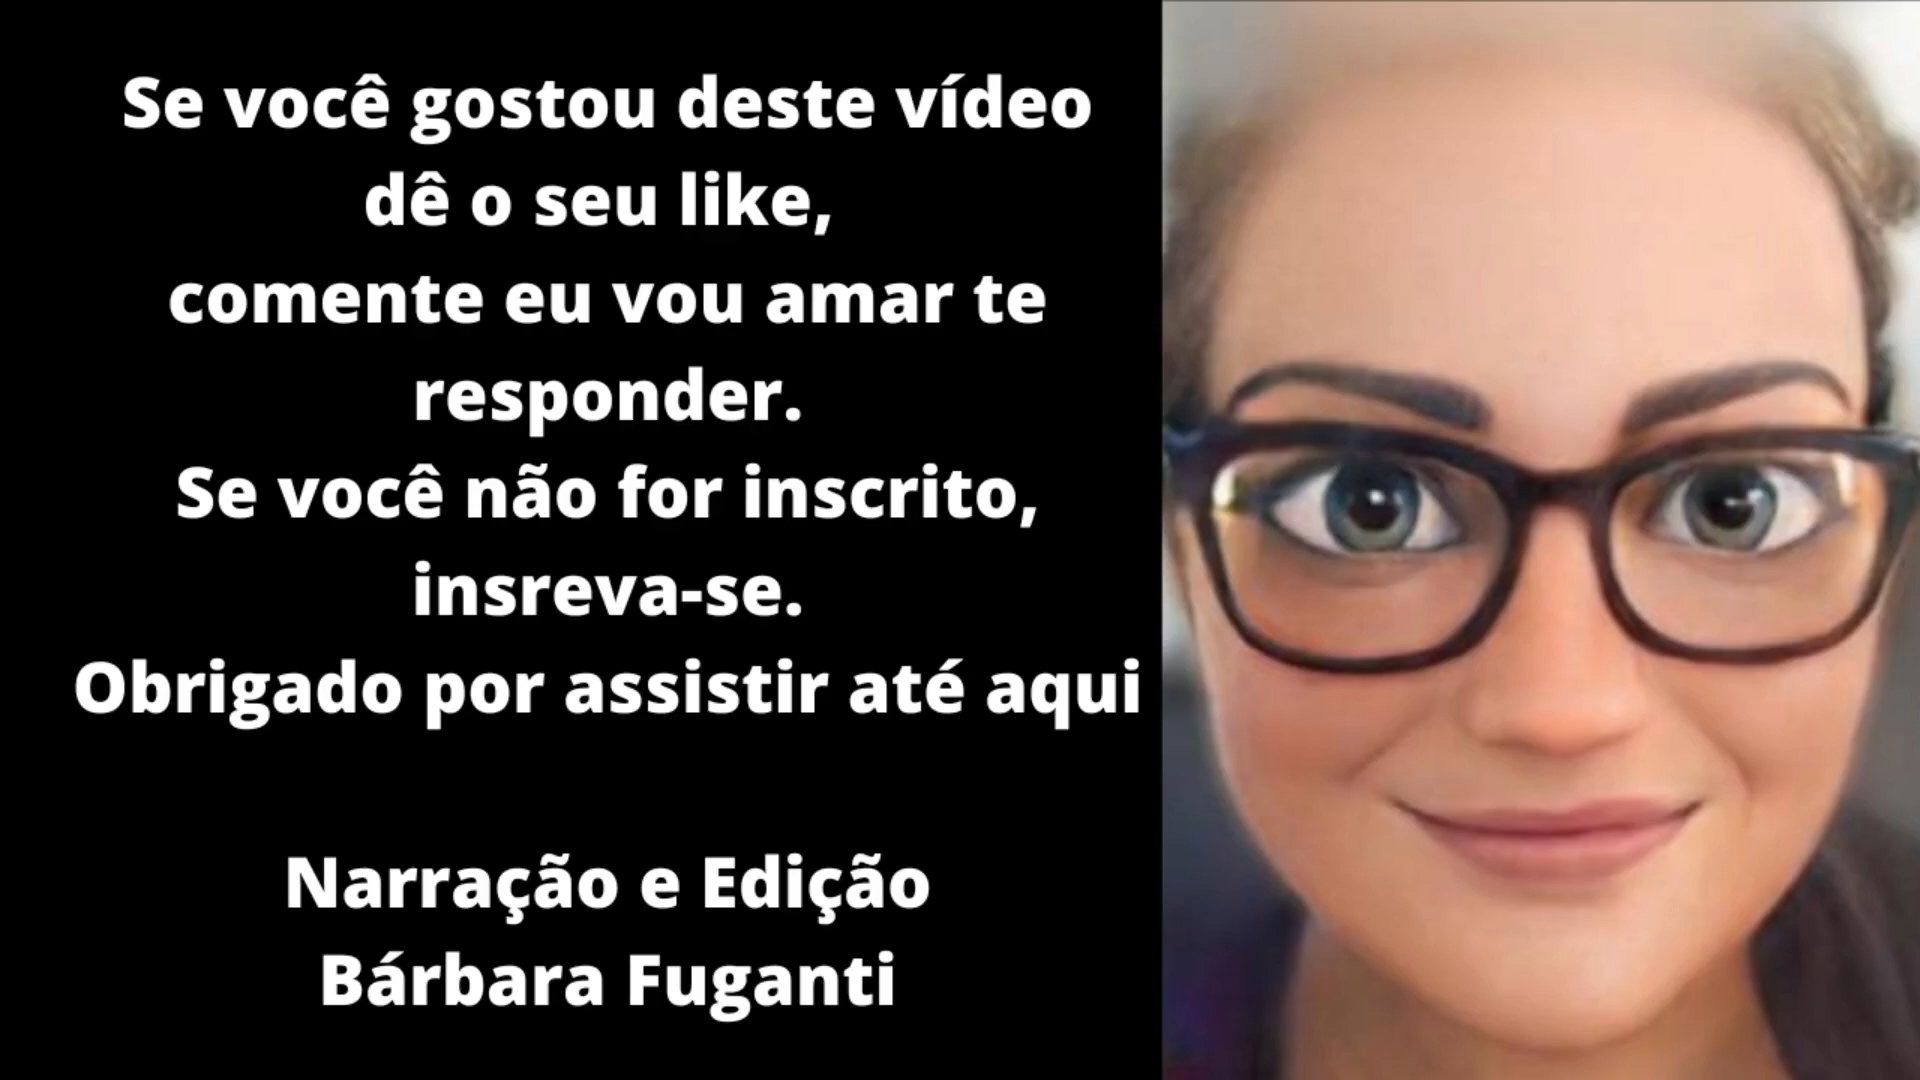 Se você gostou deste vídeo
dê o seu like,
comente eu vou amar te
responder.
Se você não for inscrito,
insreva-se.
Obrigado por assistir até aqui
Narração e Edição
Bárbara Fuganti